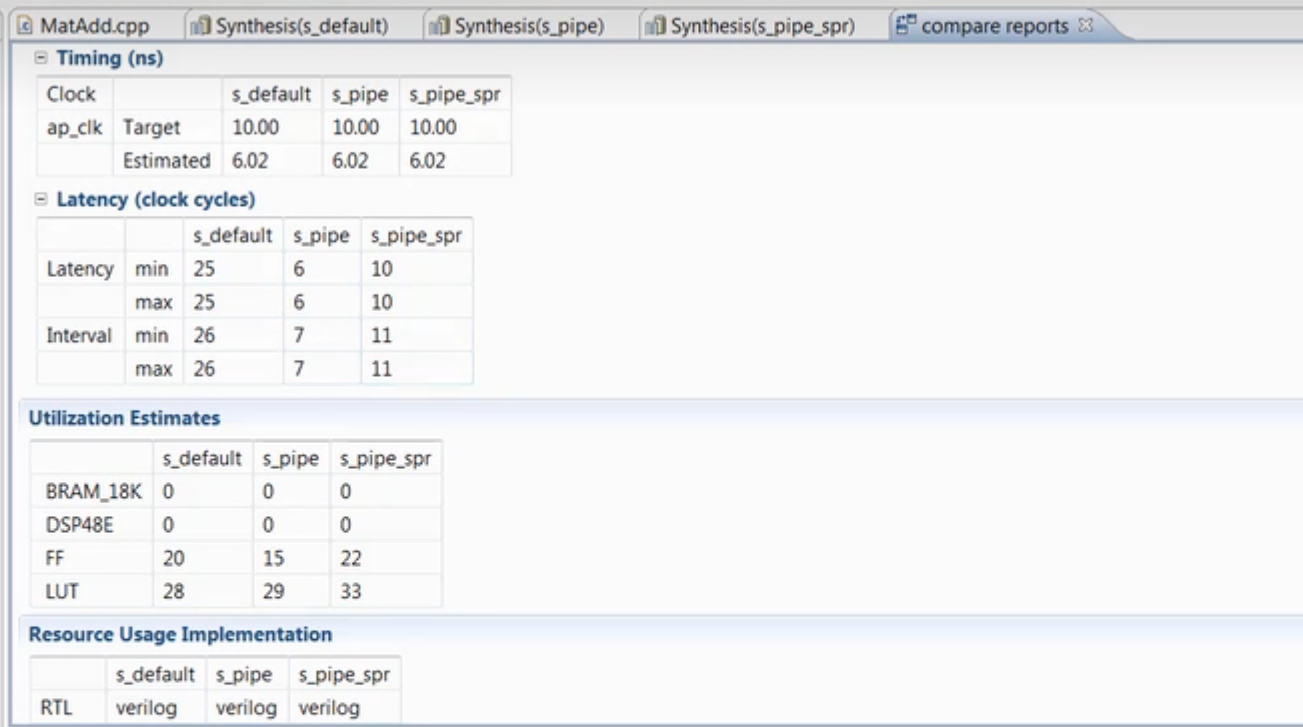 MatAdd.cpp Synthesis(s_default) Synthesis(s_pipe) Synthesis(s_pipe_spr) compare reports
Timing (ns)
Clock s_default s_pipe s_pipe_spr
ap_clk Target 10.00 10.00 10.00
Estimated 6.02 6.02 6.02
Latency (clock cycles)
s_default s_pipe s_pipe_spr
Latency min 25 6 10
max 25 6 10
Interval min 26 7 11
max 26 7 11
Utilization Estimates
s_default s_pipe s_pipe_spr
BRAM_18K 0 0 0
DSP48E 0 0 0
FF 20 15 22
LUT 28 29 33
Resource Usage Implementation
s_default s_pipe s_pipe_spr
RTL verilog verilog verilog